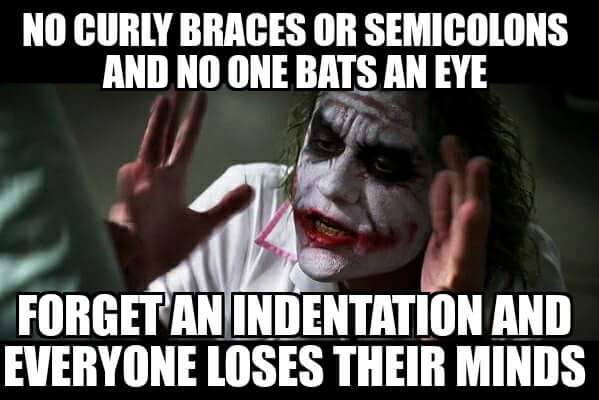 NO CURLY BRACES OR SEMICOLONS
AND NO ONE BATS AN EYE
FORGET AN INDENTATION AND
EVERYONE LOSES THEIR MINDS